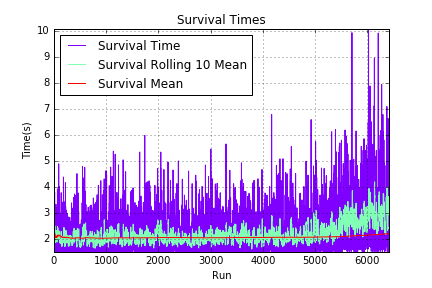 Survival Times
10
9
8
7
6
5
4
3
2
Time(s)
Survival Time
Survival Rolling 10 Mean
Survival Mean
0
1000
2000
3000
4000
5000
6000
Run